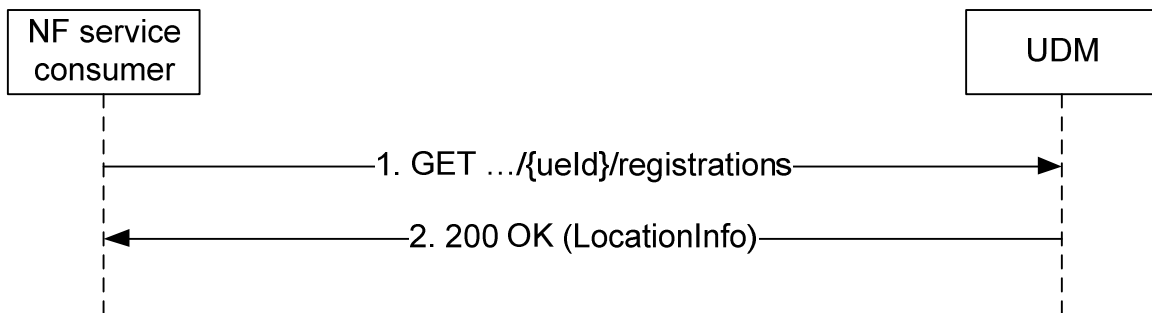 NF service
consumer
UDM
1. GET …/{ueId}/registrations
2. 200 OK (LocationInfo)